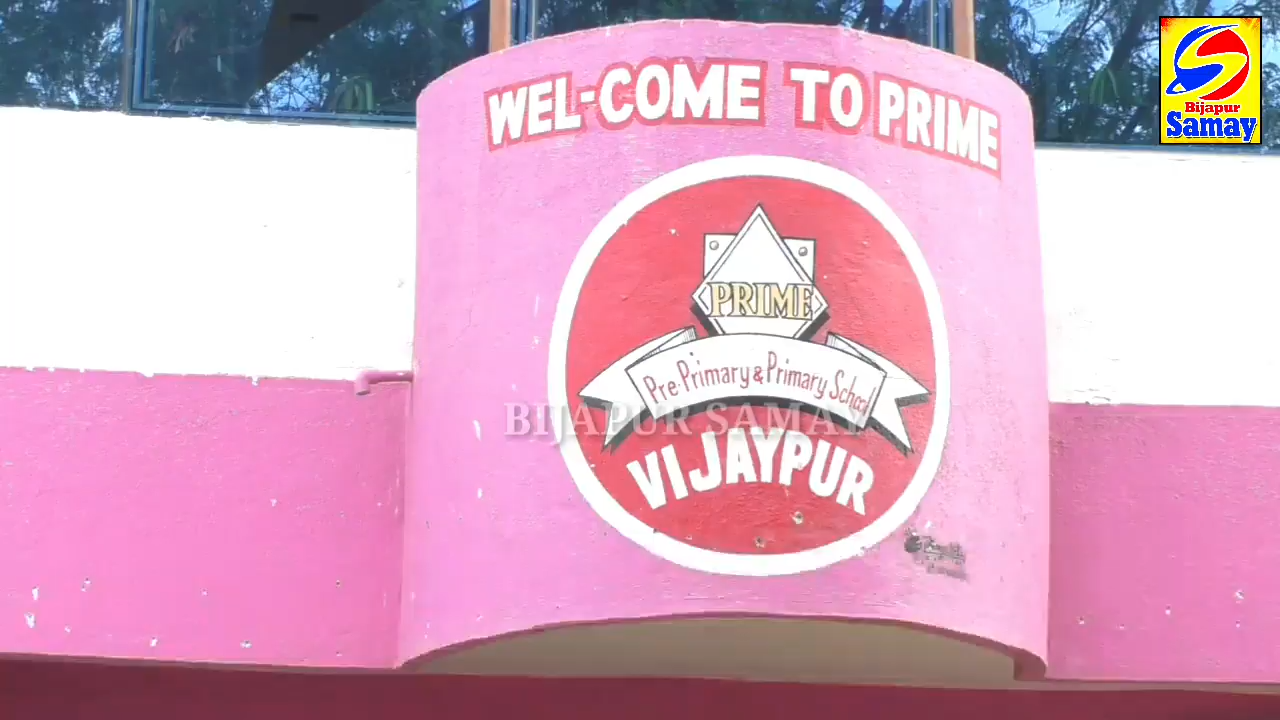 WEL-COME TO PRIME
PRIME
Pre-Primary & Primary School
VIJAYPUR
BIJAPUR SAMAY
Bijapur
Samay